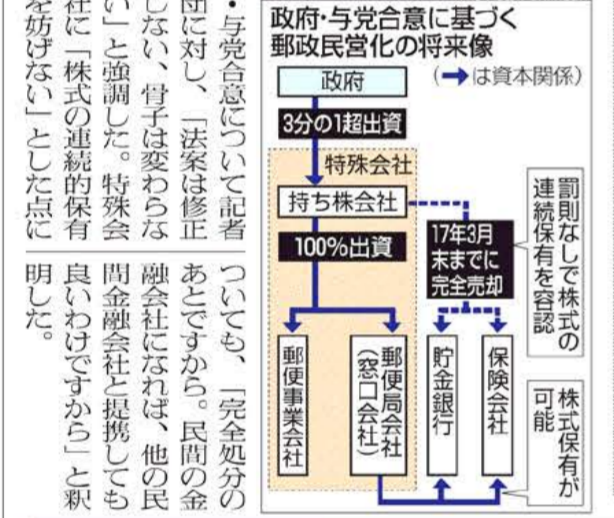 政府・与党合意に基づく
郵政民営化の将来像
(➡は資本関係)
政府
3分の1超出資
特殊会社
持ち株会社
100%出資
17年3月
末までに
完全売却
罰則なしで株式の
連続保有を容認
郵便事業会社
郵便局会社
(窓口会社)
貯金銀行
保険会社
株式保有が
可能
・与党合意について記者
団に対し、「法案は修正
しない、骨子は変わらな
い」と強調した。特殊会
社に「株式の連続的保有
を妨げない」とした点に
ついても、「完全処分の
あとですから。民間の金
融会社になれば、他の民
間金融会社と提携しても
良いわけですから」と釈
明した。